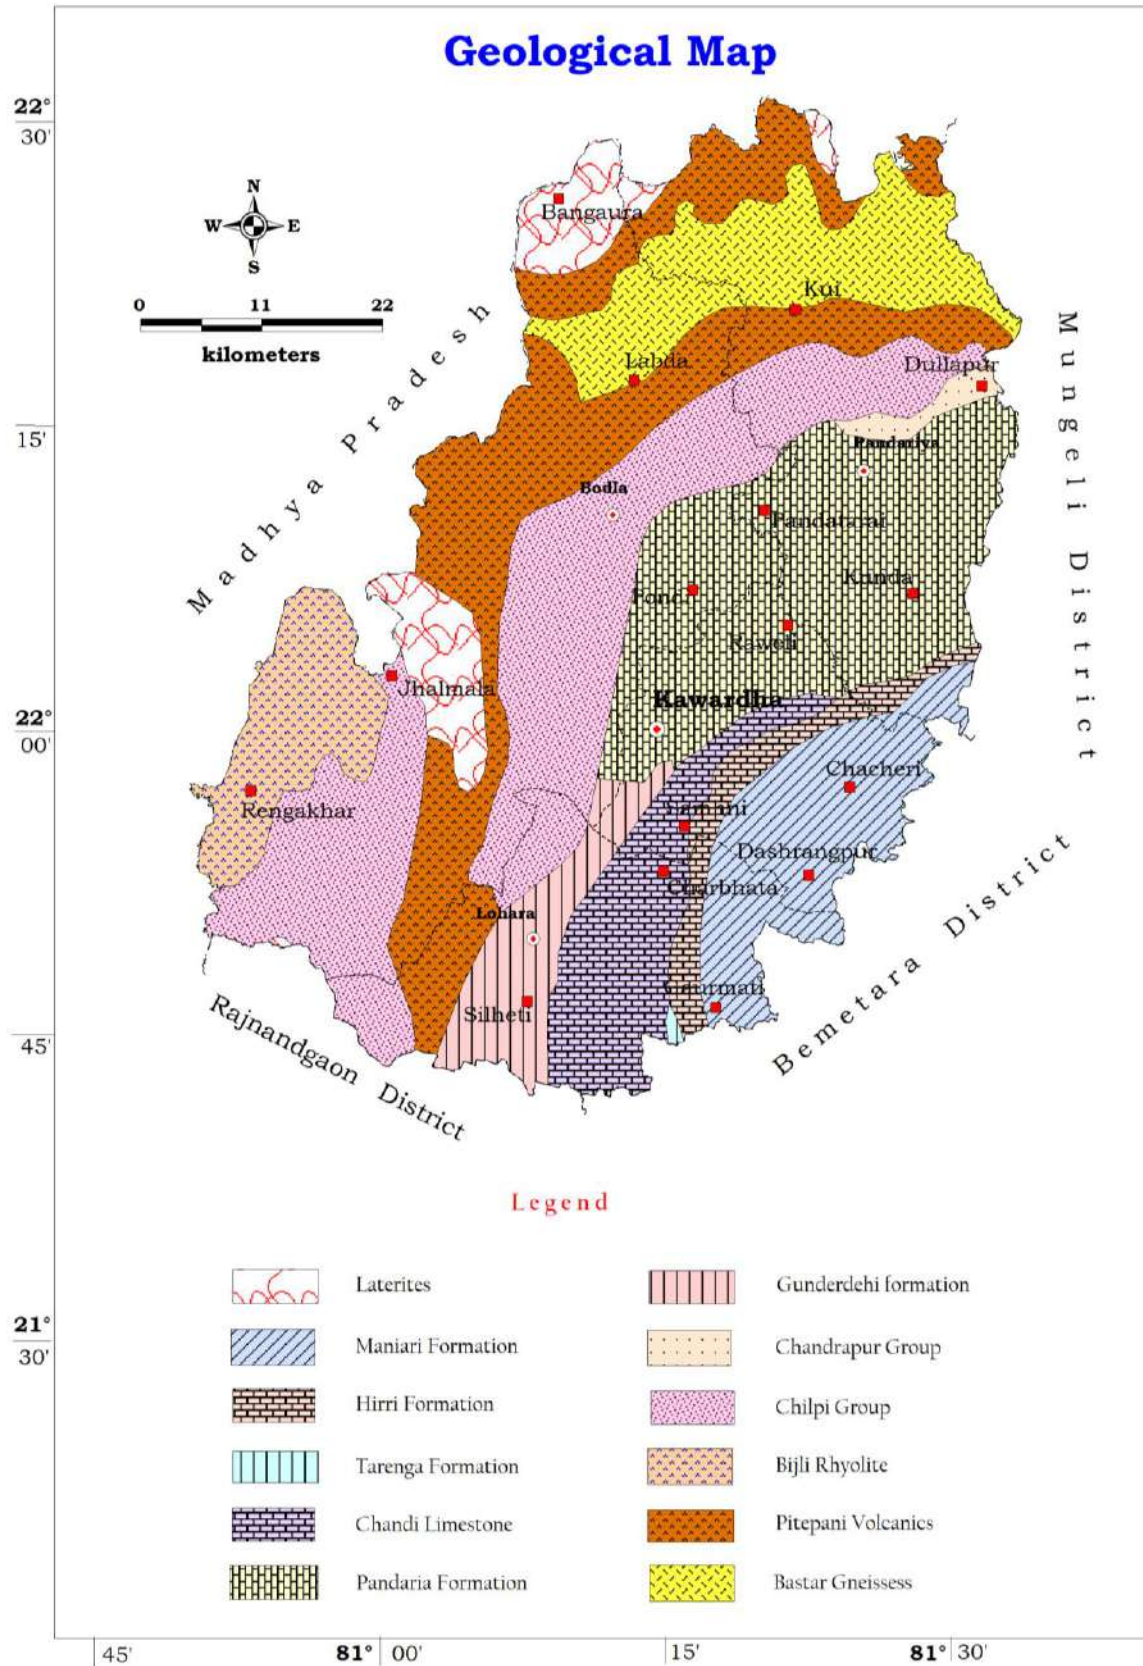 Geological Map
22°
30'
N
W E
S
0 11 22
kilometers
Madhya Pradesh
Mungeli District
Bangaura
Kui
Labda
Dullapur
15'
Pandariya
Bodla
Pandatarai
Kunda
Raweli
Jhalmala
Kawardha
22°
00'
Chacheri
Rengakhar
Dashrangpur
Charbhata
Lohara
Silheti
45'
Rajnandgaon District
Bemetara District
Legend
Laterites
Gunderdehi formation
Maniari Formation
Chandrapur Group
Hirri Formation
Chilpi Group
Tarenga Formation
Bijli Rhyolite
Chandi Limestone
Pitepani Volcanics
Pandaria Formation
Bastar Gneissess
21°
30'
45'
81° 00'
15'
81° 30'